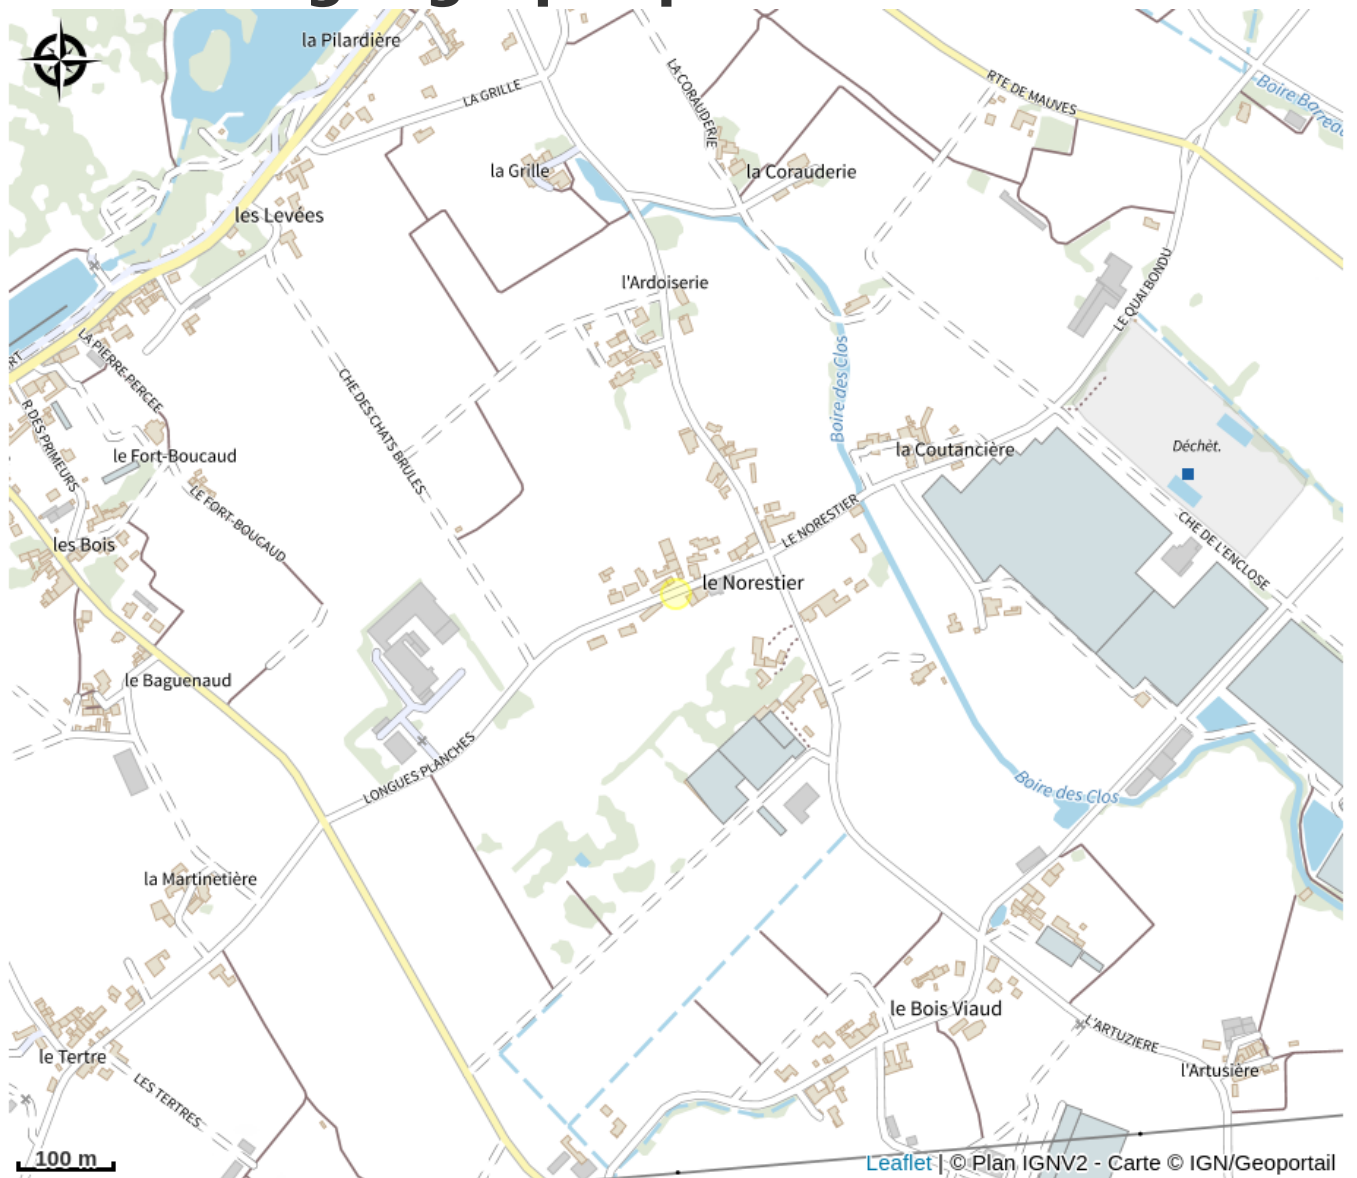 la Pilardière
LA GRILLE
LA CORAUDERIE
RTE DE MAUVES
Boire Barreau
la Grille
la Corauderie
les Levées
l'Ardoiserie
LE QUAI BONDU
LA PIERRE PERCEE
CHE DES CHATS BRULES
Boire des Clos
R DES PRIMEURS
le Fort-Boucaud
la Coutancière
Déchèt.
LE FORT-BOUCAUD
LE NORESTIER
CHE DE L'ENCLOSE
les Bois
le Norestier
le Baguenaud
LONGUES PLANCHES
Boire des Clos
la Martinetière
le Bois Viaud
L'ARTUZIERE
le Tertre
LES TERTRES
l'Artusière
100 m
Leaflet | © Plan IGNV2 - Carte © IGN/Geoportail